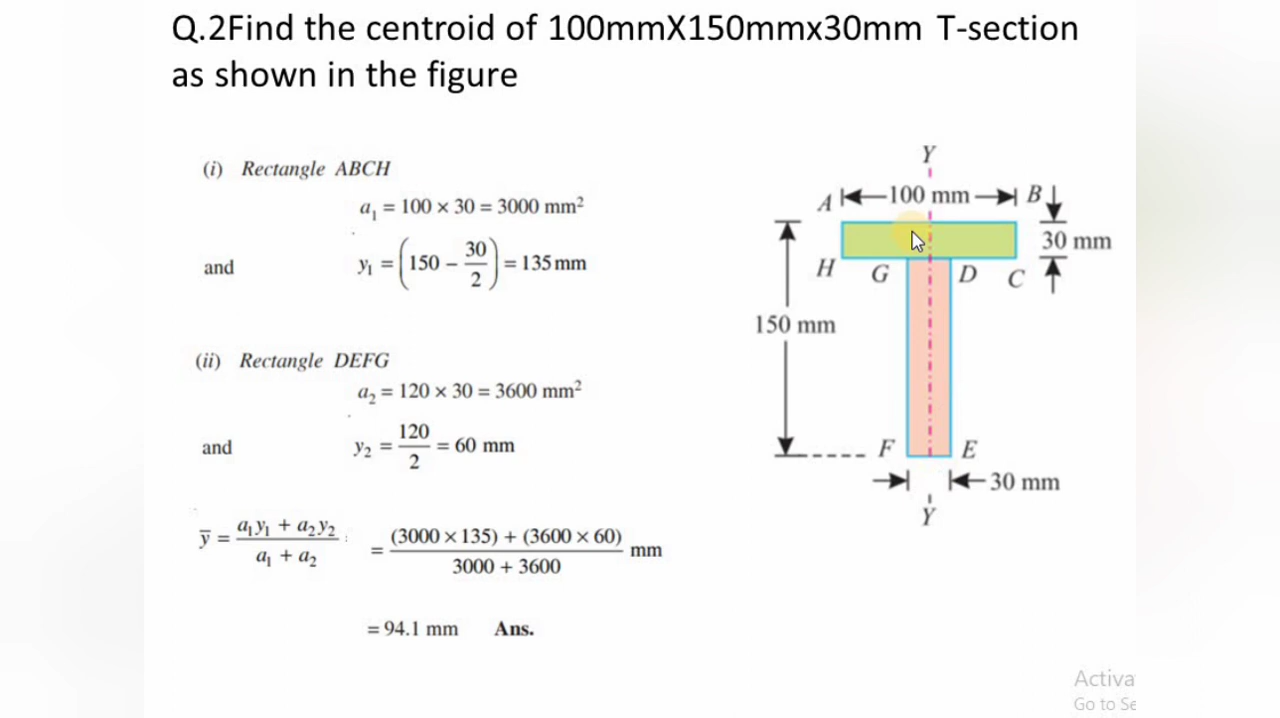 Q.2Find the centroid of 100mmX150mmx30mm T-section
as shown in the figure
(i) Rectangle ABCH
a₁ = 100 × 30 = 3000 mm²
and y₁ = (150 − 30/2) = 135 mm
(ii) Rectangle DEFG
a₂ = 120 × 30 = 3600 mm²
and y₂ = 120/2 = 60 mm
ȳ = (a₁y₁ + a₂y₂)/(a₁ + a₂) = ((3000 × 135) + (3600 × 60))/(3000 + 3600) mm
= 94.1 mm Ans.
Y
A 100 mm B
30 mm
H G D C
150 mm
F E
30 mm
Y
Activa
Go to Se